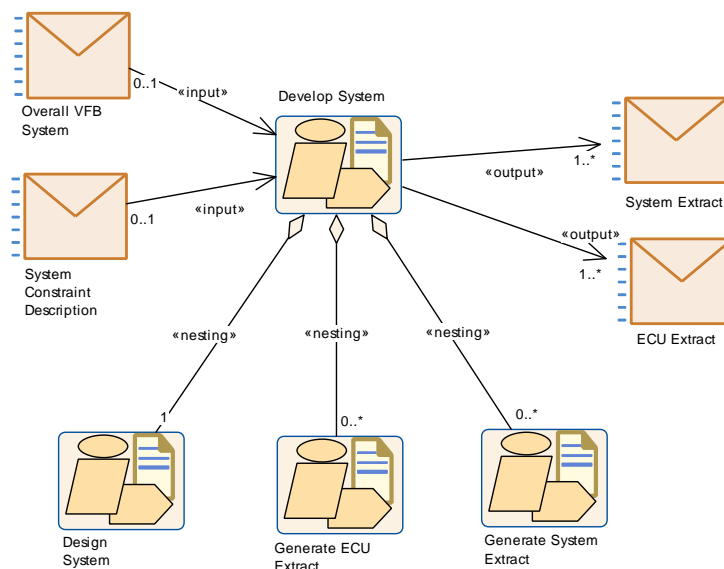 0..1
«input»
Overall VFB
System
Develop System
«output»
1..*
System Extract
0..1
«input»
System
Constraint
Description
«output»
1..*
ECU Extract
«nesting»
«nesting»
«nesting»
1
0..*
0..*
Design
System
Generate ECU
Extract
Generate System
Extract